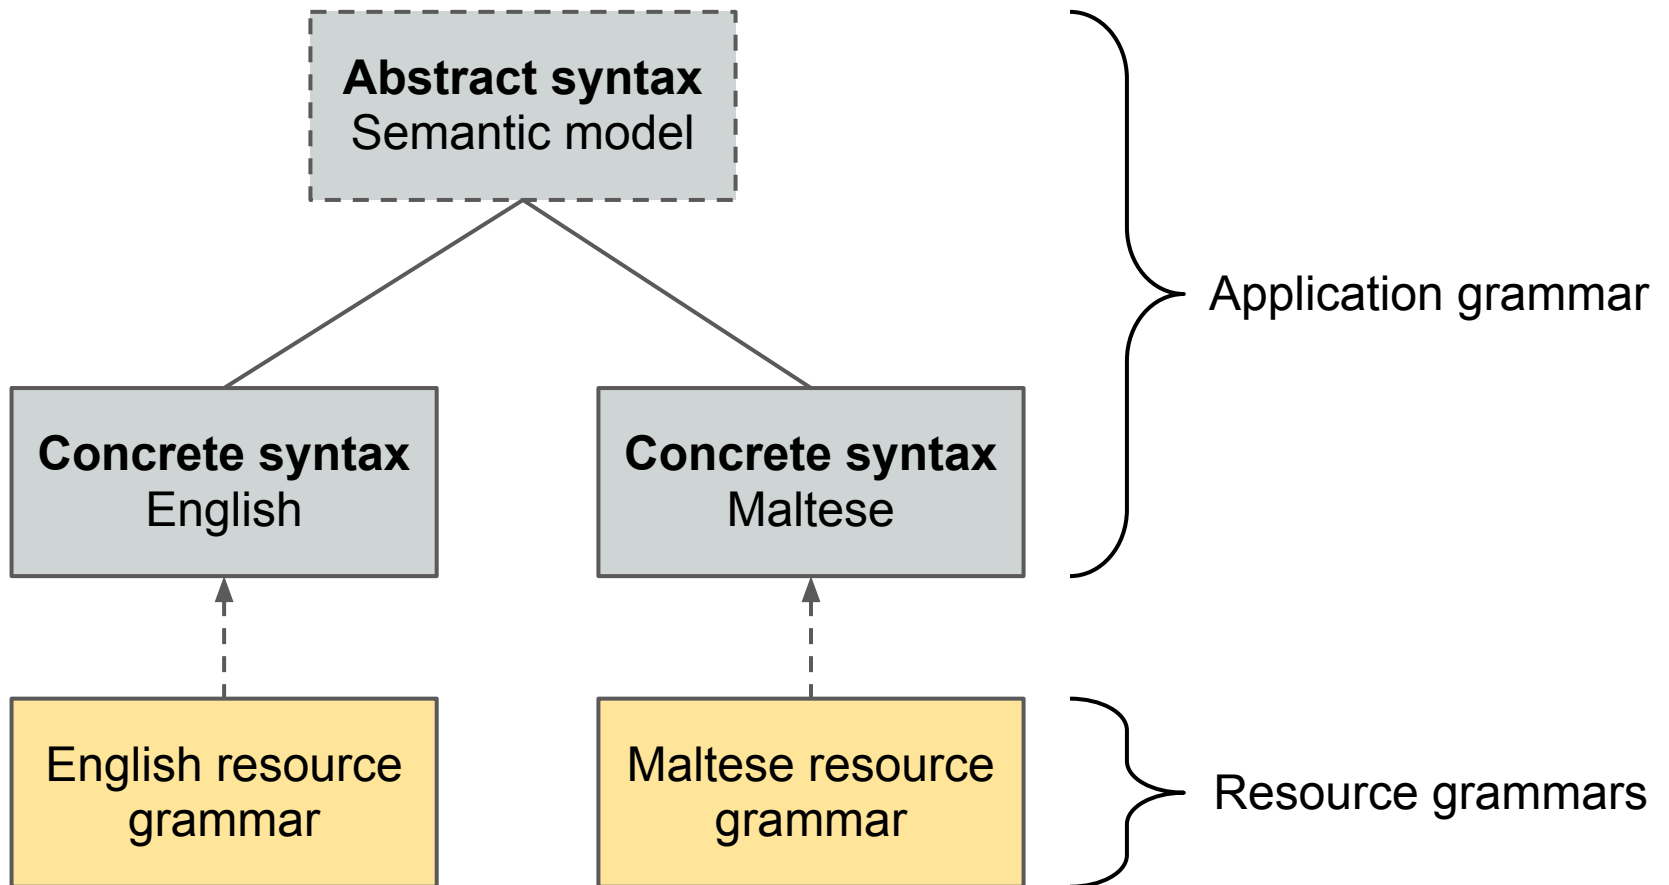 Abstract syntax
Semantic model
Application grammar
Concrete syntax
English
Concrete syntax
Maltese
English resource
grammar
Maltese resource
grammar
Resource grammars